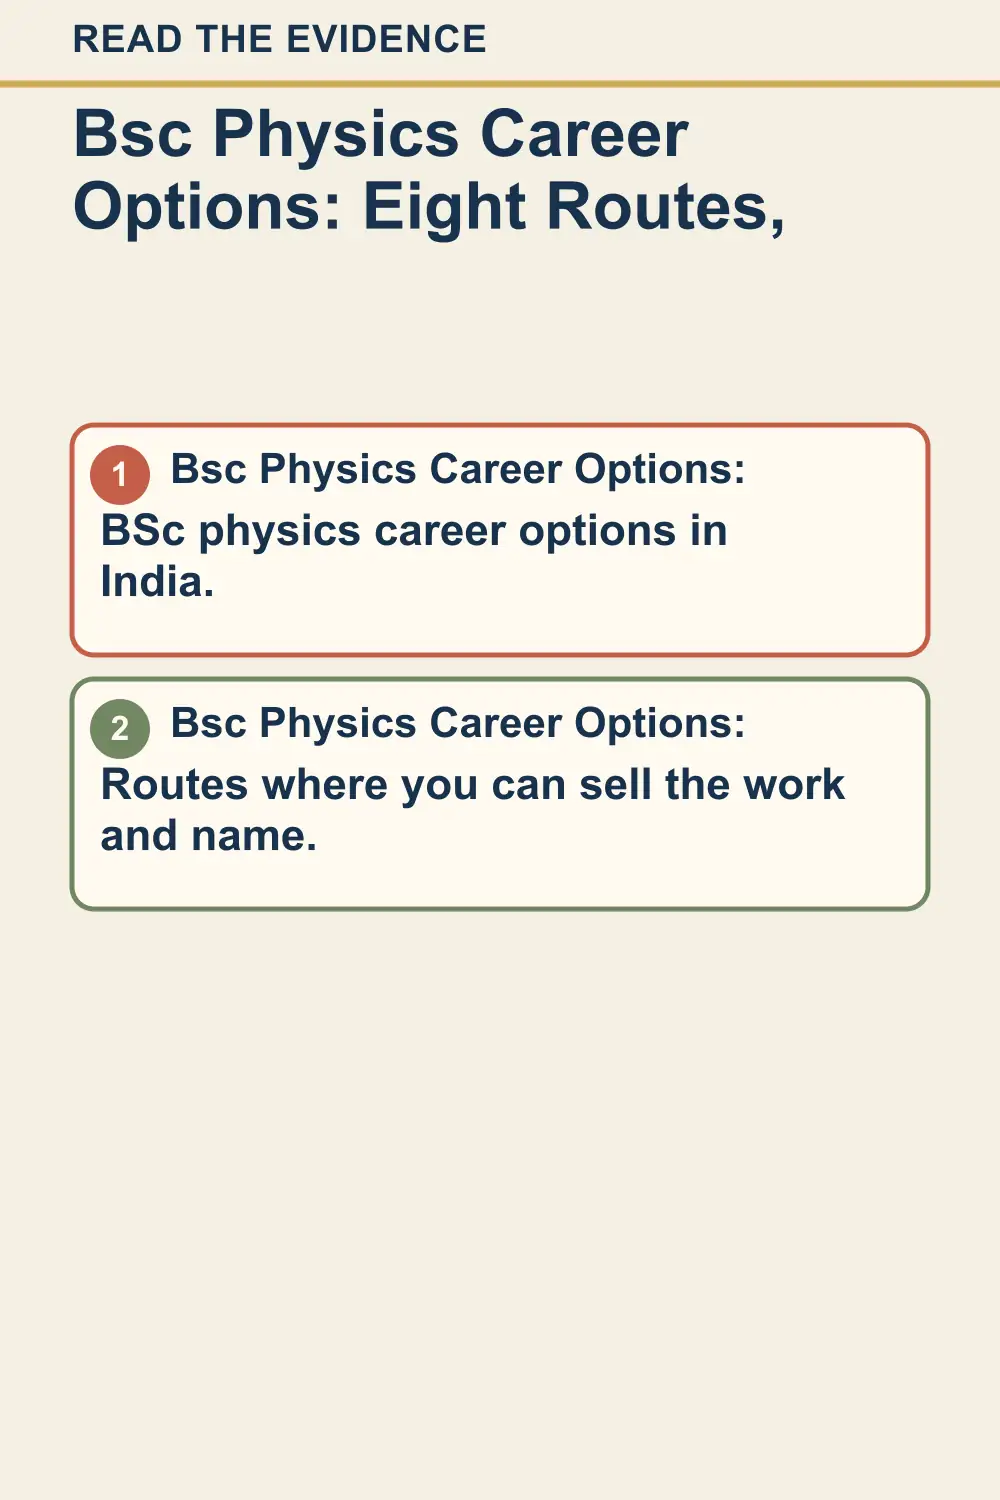 READ THE EVIDENCE
Bsc Physics Career
Options: Eight Routes,
1 Bsc Physics Career Options:
BSc physics career options in
India.
2 Bsc Physics Career Options:
Routes where you can sell the work
and name.